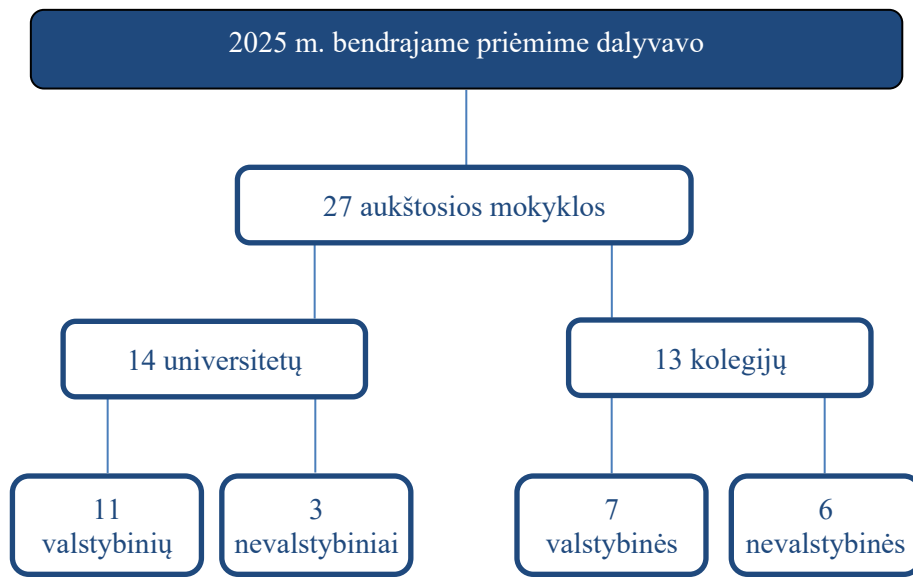 2025 m. bendrajame priėmime dalyvavo
27 aukštosios mokyklos
14 universitetų
13 kolegijų
11
valstybinių
3
nevalstybiniai
7
valstybinės
6
nevalstybinės